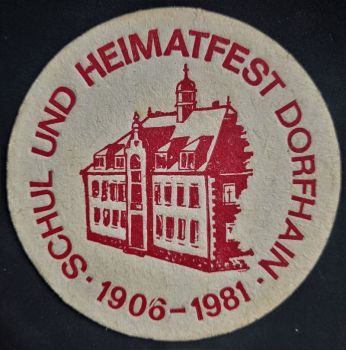 · SCHUL UND HEIMATFEST DORFHAIN ·
1906-1981